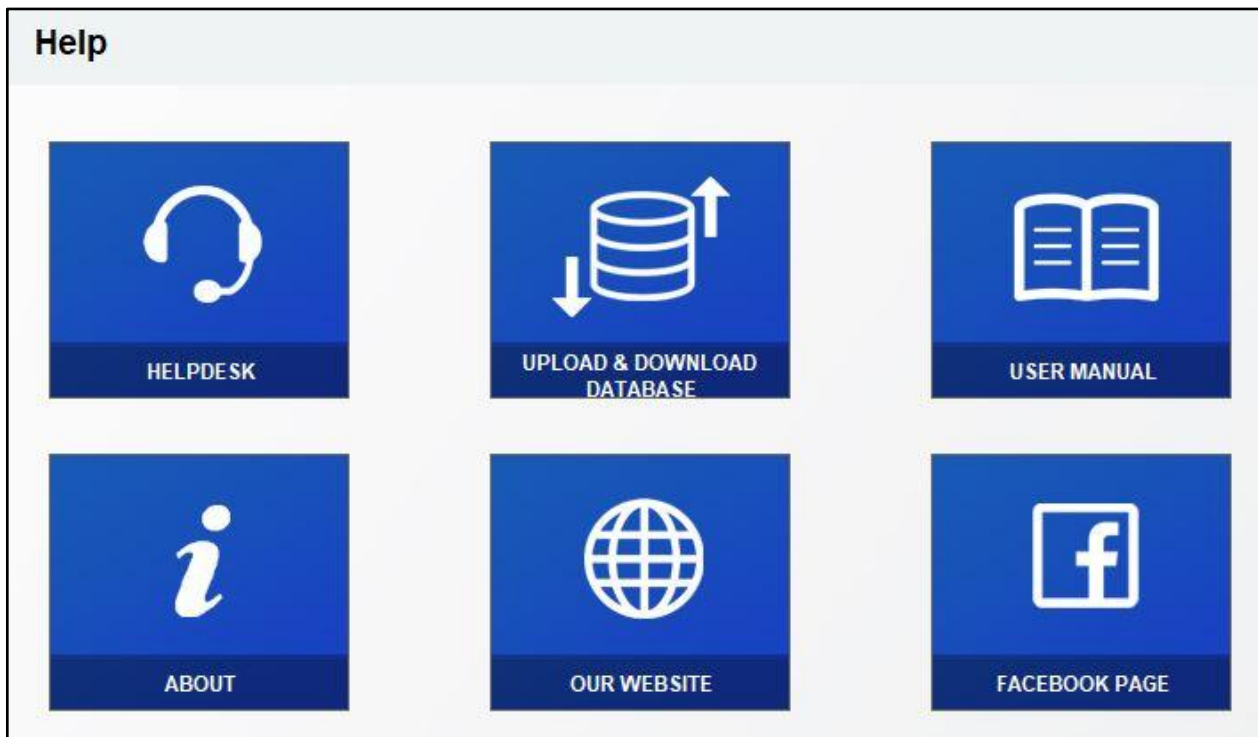 Help
HELPDESK
UPLOAD & DOWNLOAD
DATABASE
USER MANUAL
ABOUT
OUR WEBSITE
FACEBOOK PAGE